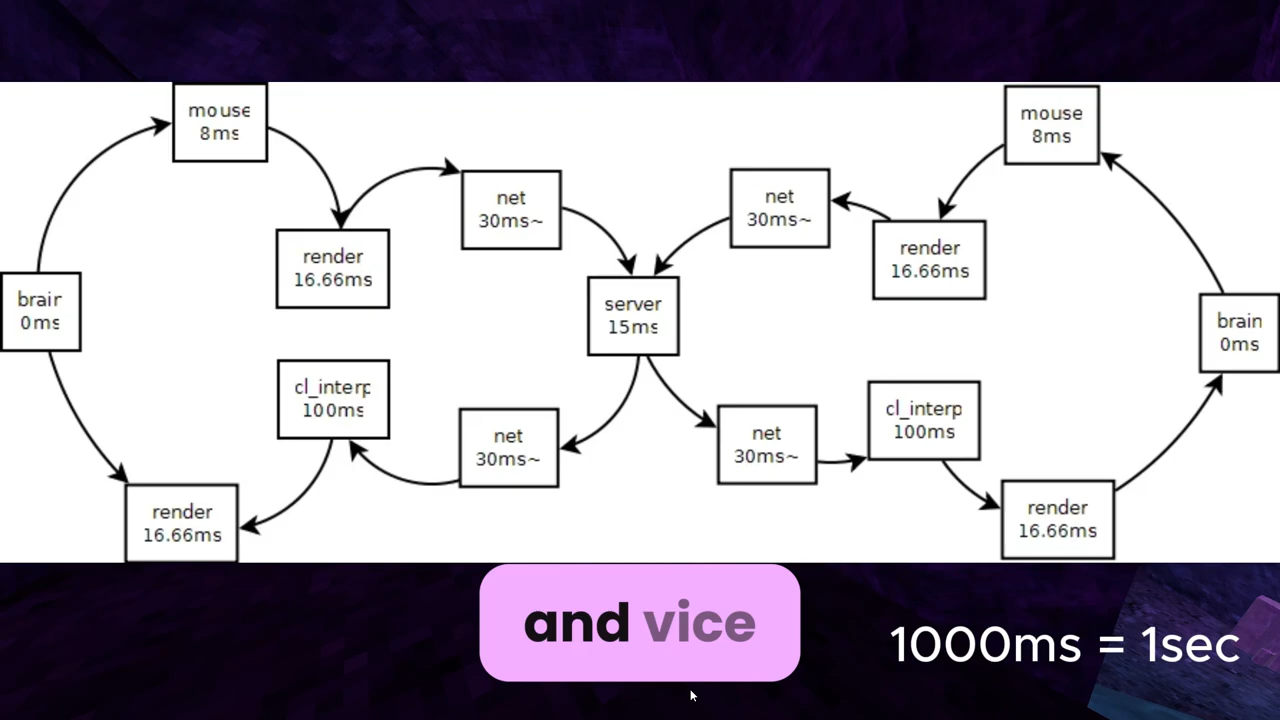 mouse
8ms
mouse
8ms
net
30ms~
net
30ms~
render
16.66ms
render
16.66ms
brain
0ms
server
15ms
brain
0ms
cl_interp
100ms
cl_interp
100ms
net
30ms~
net
30ms~
render
16.66ms
render
16.66ms
and vice
1000ms = 1sec